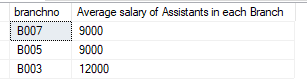 branchno Average salary of Assistants in each Branch
B007 9000
B005 9000
B003 12000